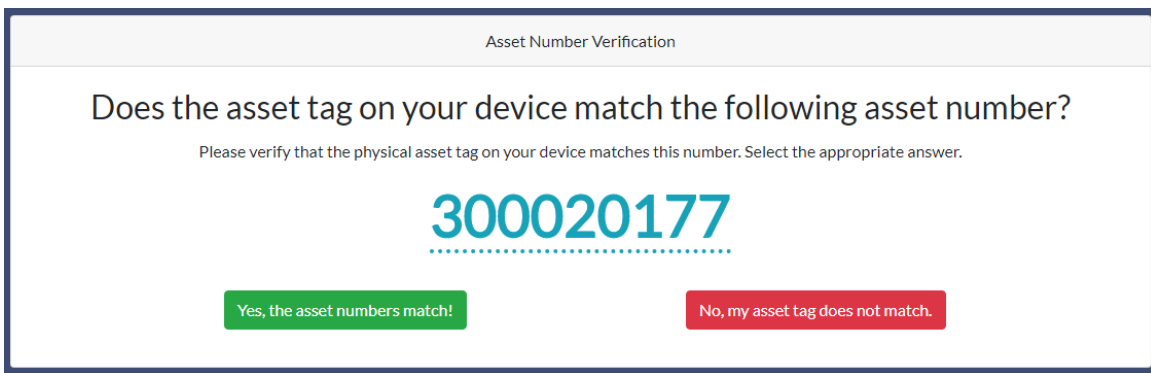 Asset Number Verification
Does the asset tag on your device match the following asset number?
Please verify that the physical asset tag on your device matches this number. Select the appropriate answer.
300020177
Yes, the asset numbers match!
No, my asset tag does not match.